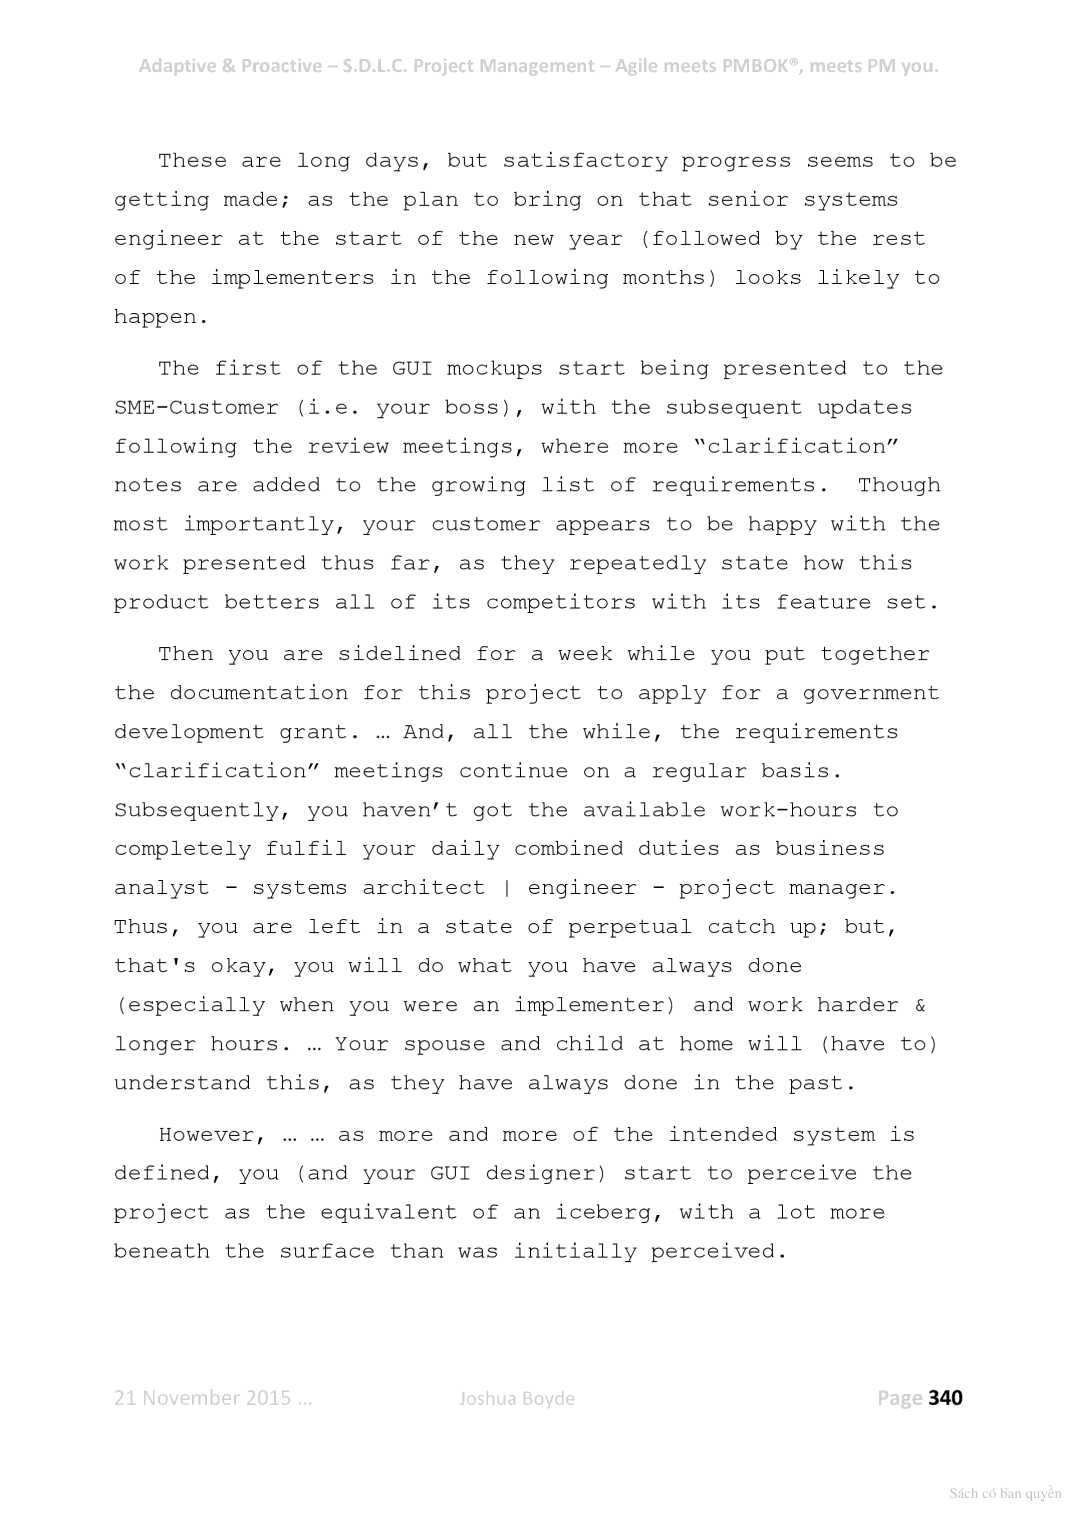 Adaptive & Proactive – S.D.L.C. Project Management – Agile meets PMBOK®, meets PM you.
These are long days, but satisfactory progress seems to be
getting made; as the plan to bring on that senior systems
engineer at the start of the new year (followed by the rest
of the implementers in the following months) looks likely to
happen.
The first of the GUI mockups start being presented to the
SME-Customer (i.e. your boss), with the subsequent updates
following the review meetings, where more “clarification”
notes are added to the growing list of requirements.  Though
most importantly, your customer appears to be happy with the
work presented thus far, as they repeatedly state how this
product betters all of its competitors with its feature set.
Then you are sidelined for a week while you put together
the documentation for this project to apply for a government
development grant. … And, all the while, the requirements
“clarification” meetings continue on a regular basis.
Subsequently, you haven’t got the available work-hours to
completely fulfil your daily combined duties as business
analyst - systems architect | engineer - project manager.
Thus, you are left in a state of perpetual catch up; but,
that's okay, you will do what you have always done
(especially when you were an implementer) and work harder &
longer hours. … Your spouse and child at home will (have to)
understand this, as they have always done in the past.
However, … … as more and more of the intended system is
defined, you (and your GUI designer) start to perceive the
project as the equivalent of an iceberg, with a lot more
beneath the surface than was initially perceived.
21 November 2015 … Joshua Boyde Page 340
Sách có bản quyền